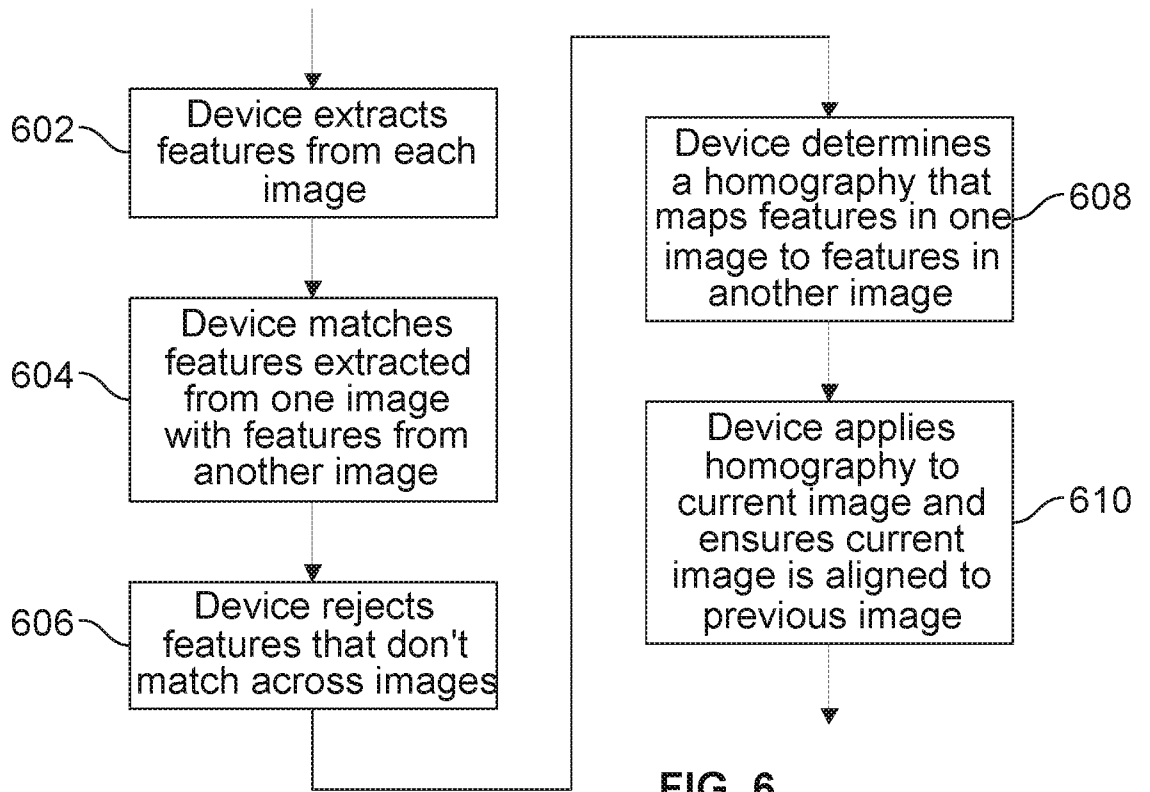 602
Device extracts
features from each
image
604
Device matches
features extracted
from one image
with features from
another image
606
Device rejects
features that don't
match across images
Device determines
a homography that
maps features in one
image to features in
another image
608
Device applies
homography to
current image and
ensures current
image is aligned to
previous image
610
FIG. 6